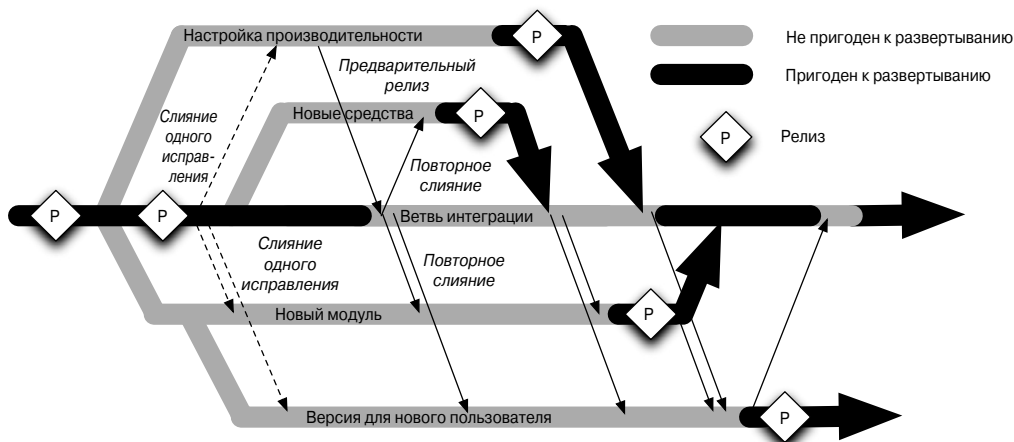 Настройка производительности
Р
Не пригоден к развертыванию
Пригоден к развертыванию
Р
Релиз
Предварительный
релиз
Новые средства
Р
Слияние
одного
исправ-
ления
Повторное
слияние
Р
Р
Ветвь интеграции
Слияние
одного
исправления
Повторное
слияние
Новый модуль
Р
Версия для нового пользователя
Р